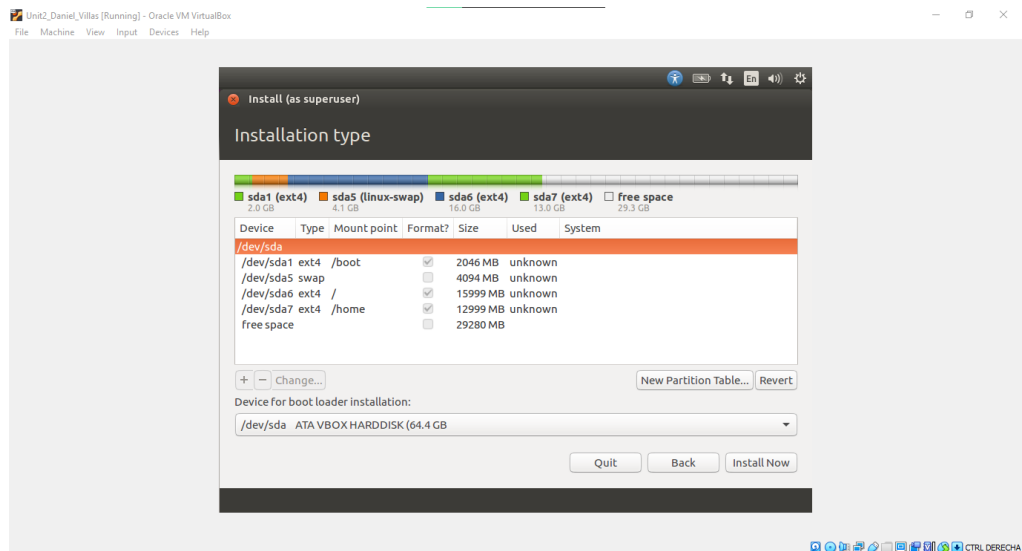 Unit2_Daniel_Villas [Running] - Oracle VM VirtualBox
File Machine View Input Devices Help
En
Install (as superuser)
Installation type
sda1 (ext4) sda5 (linux-swap) sda6 (ext4) sda7 (ext4) free space
2.0 GB 4.1 GB 16.0 GB 13.0 GB 29.3 GB
Device Type Mount point Format? Size Used System
/dev/sda
/dev/sda1 ext4 /boot 2046 MB unknown
/dev/sda5 swap 4094 MB unknown
/dev/sda6 ext4 / 15999 MB unknown
/dev/sda7 ext4 /home 12999 MB unknown
free space 29280 MB
+ − Change... New Partition Table... Revert
Device for boot loader installation:
/dev/sda ATA VBOX HARDDISK (64.4 GB
Quit Back Install Now
CTRL DERECHA